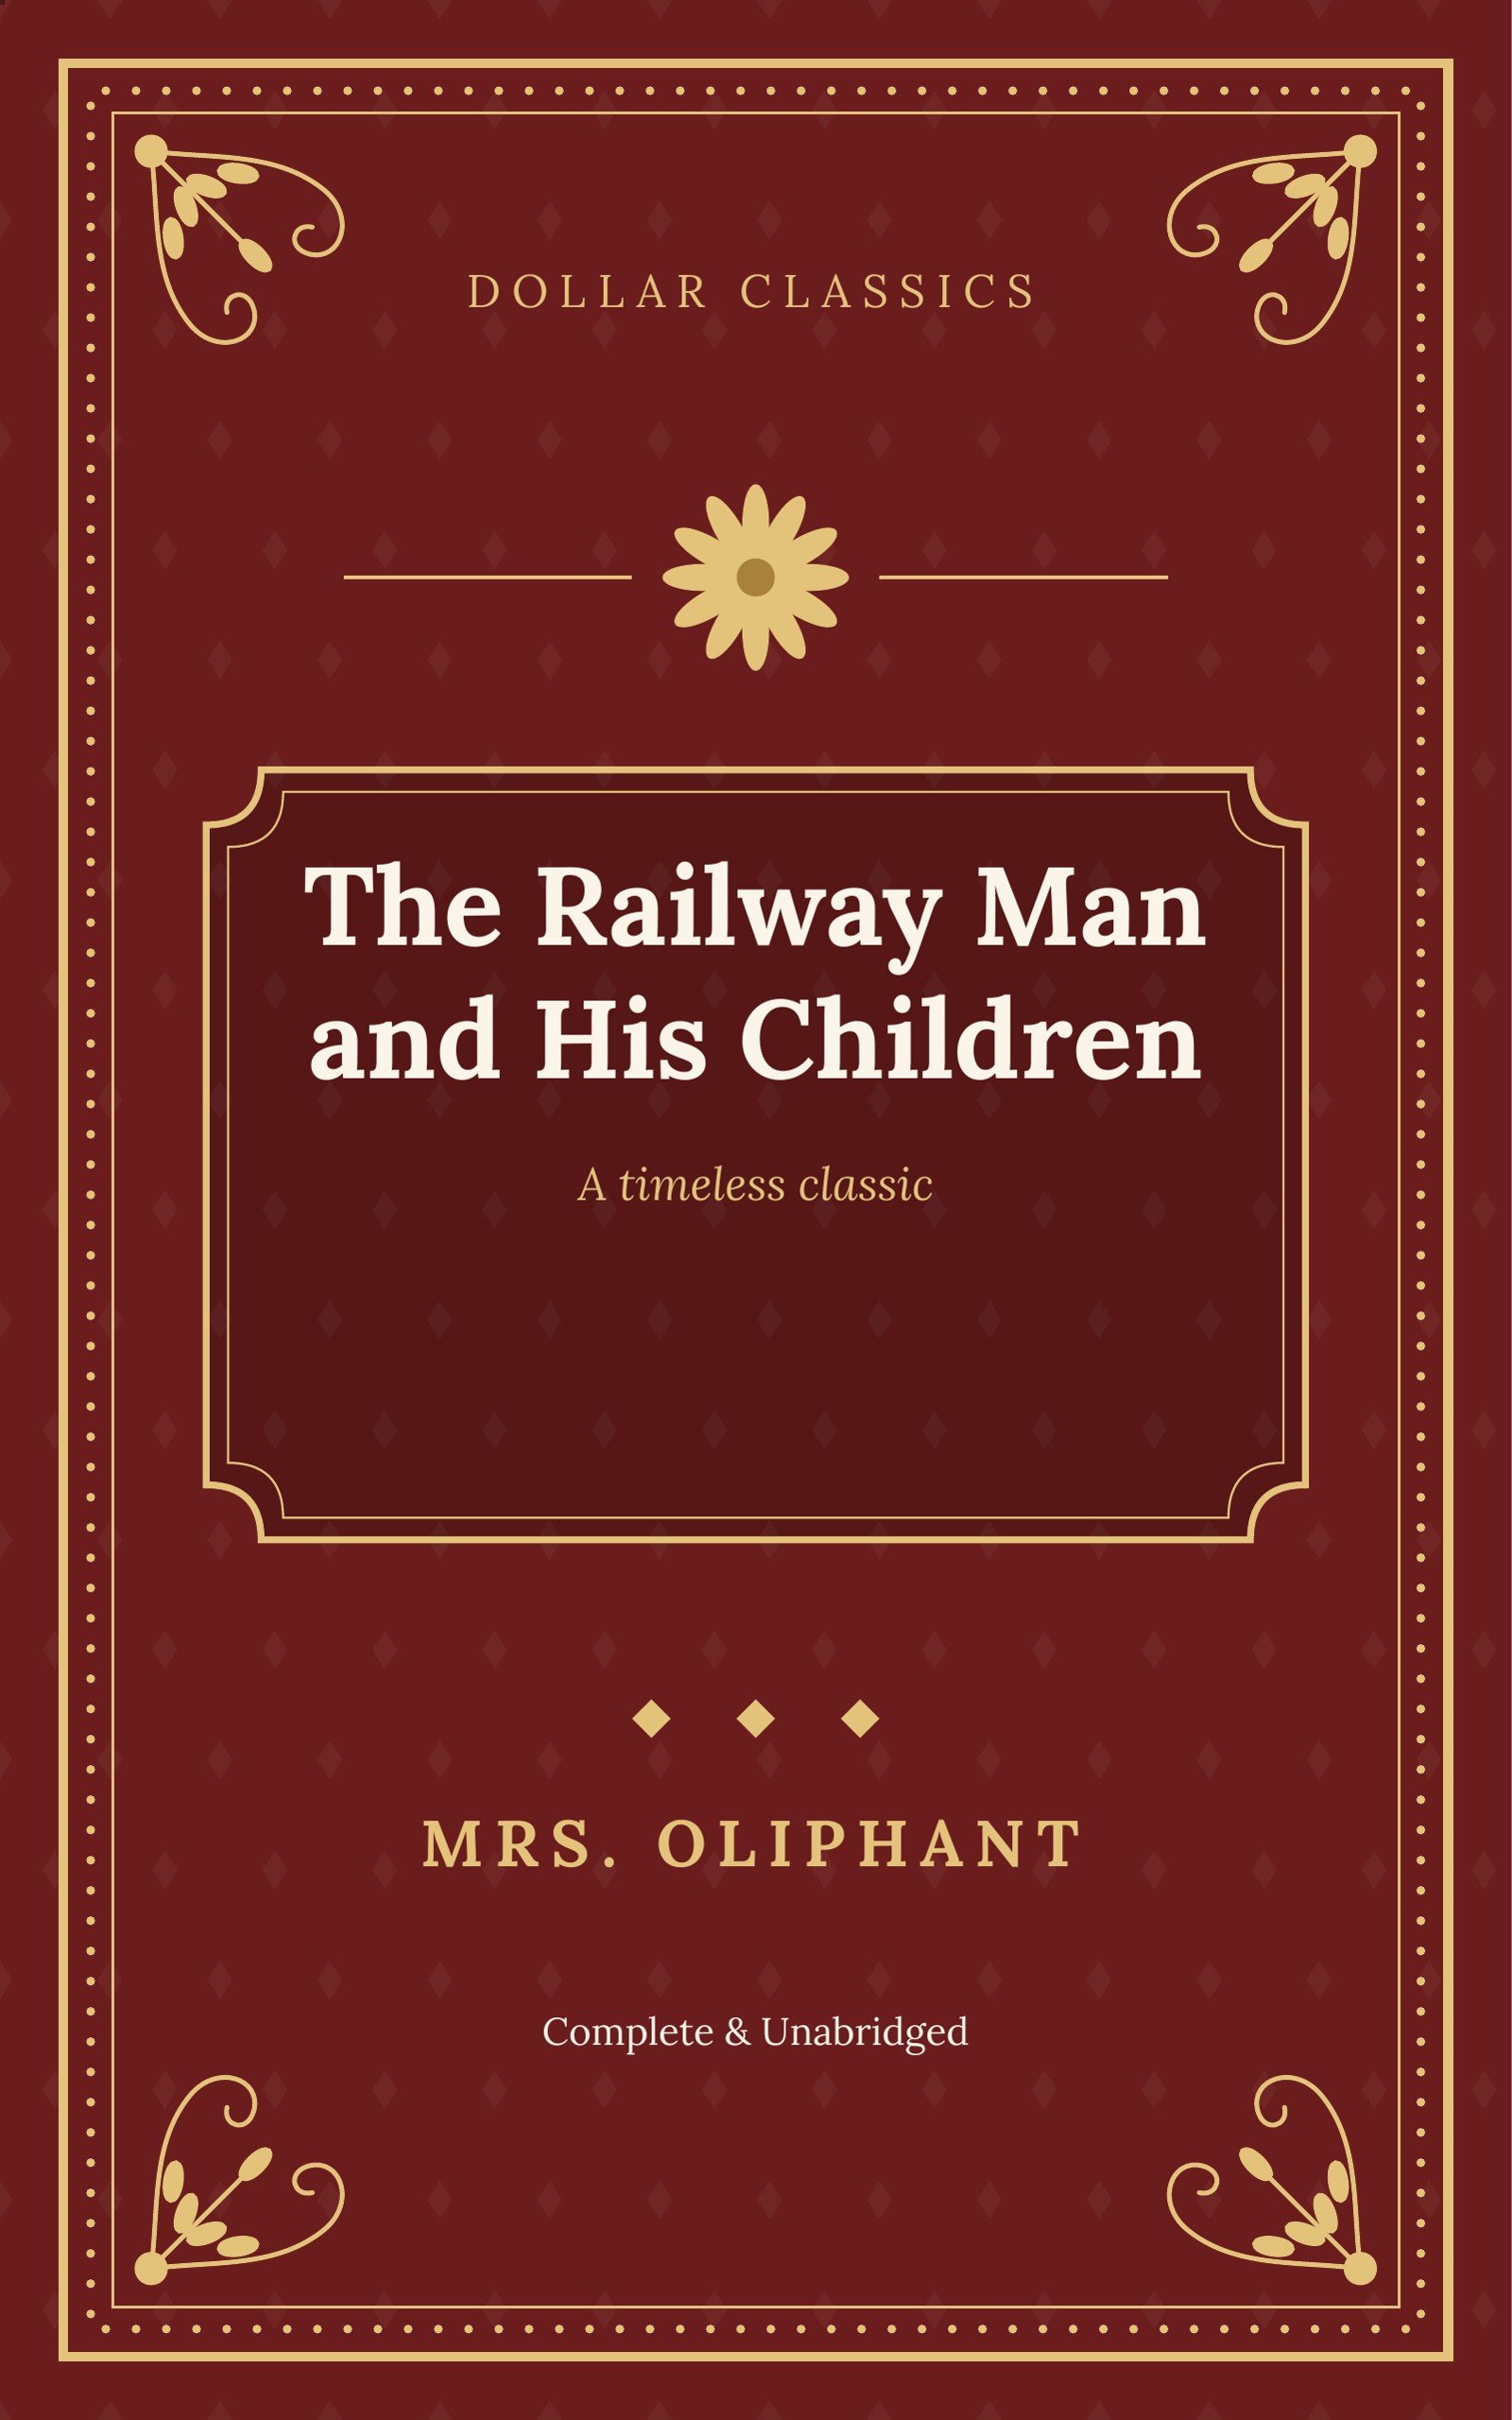 DOLLAR CLASSICS
The Railway Man
and His Children
A timeless classic
MRS. OLIPHANT
Complete & Unabridged